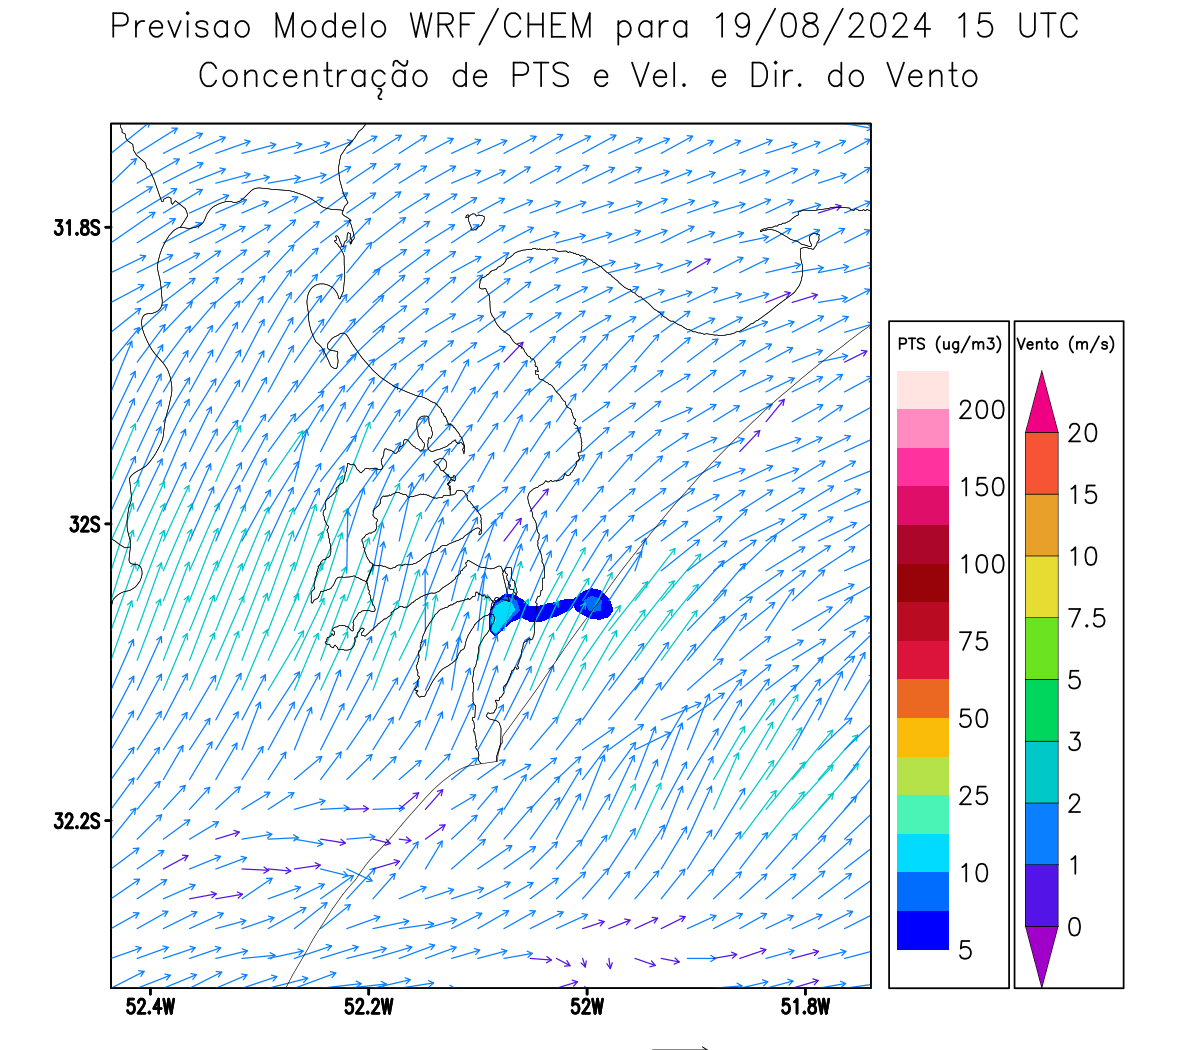 Previsao Modelo WRF/CHEM para 19/08/2024 15 UTC
Concentração de PTS e Vel. e Dir. do Vento
31.8S
32S
32.2S
52.4W 52.2W 52W 51.8W
PTS (ug/m3)
200
150
100
75
50
25
10
5
Vento (m/s)
20
15
10
7.5
5
3
2
1
0